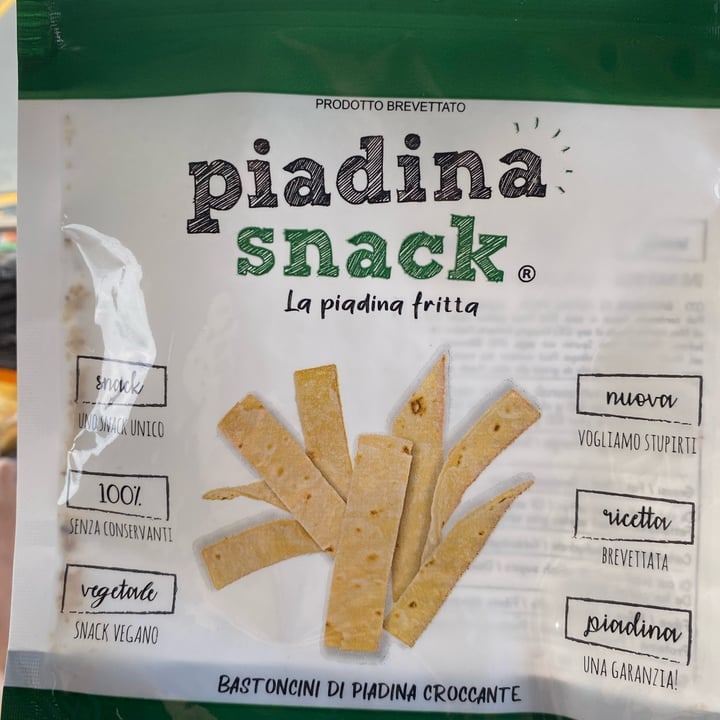 PRODOTTO BREVETTATO
piadina
snack ®
La piadina fritta
snack
UNO SNACK UNICO
100%
SENZA CONSERVANTI
vegetale
SNACK VEGANO
nuova
VOGLIAMO STUPIRTI
ricetta
BREVETTATA
piadina
UNA GARANZIA!
BASTONCINI DI PIADINA CROCCANTE